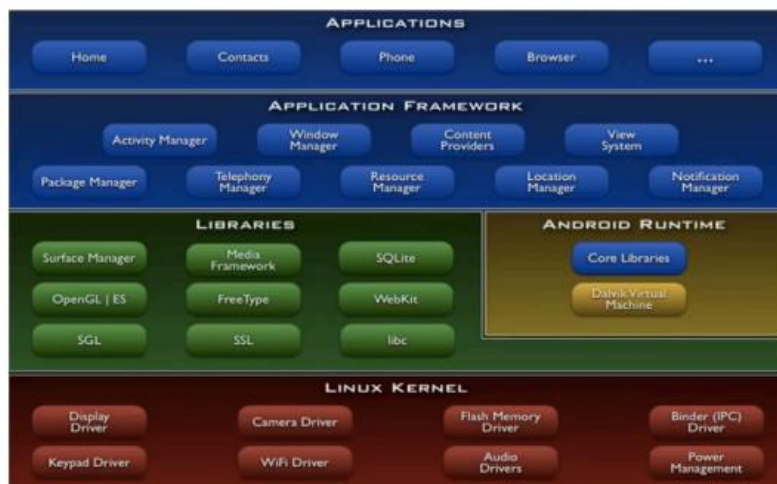 APPLICATIONS
Home Contacts Phone Browser ...
APPLICATION FRAMEWORK
Activity Manager Window Manager Content Providers View System
Package Manager Telephony Manager Resource Manager Location Manager Notification Manager
LIBRARIES
Surface Manager Media Framework SQLite
OpenGL | ES FreeType WebKit
SGL SSL libc
ANDROID RUNTIME
Core Libraries
Dalvik Virtual Machine
LINUX KERNEL
Display Driver Camera Driver Flash Memory Driver Binder (IPC) Driver
Keypad Driver WiFi Driver Audio Drivers Power Management